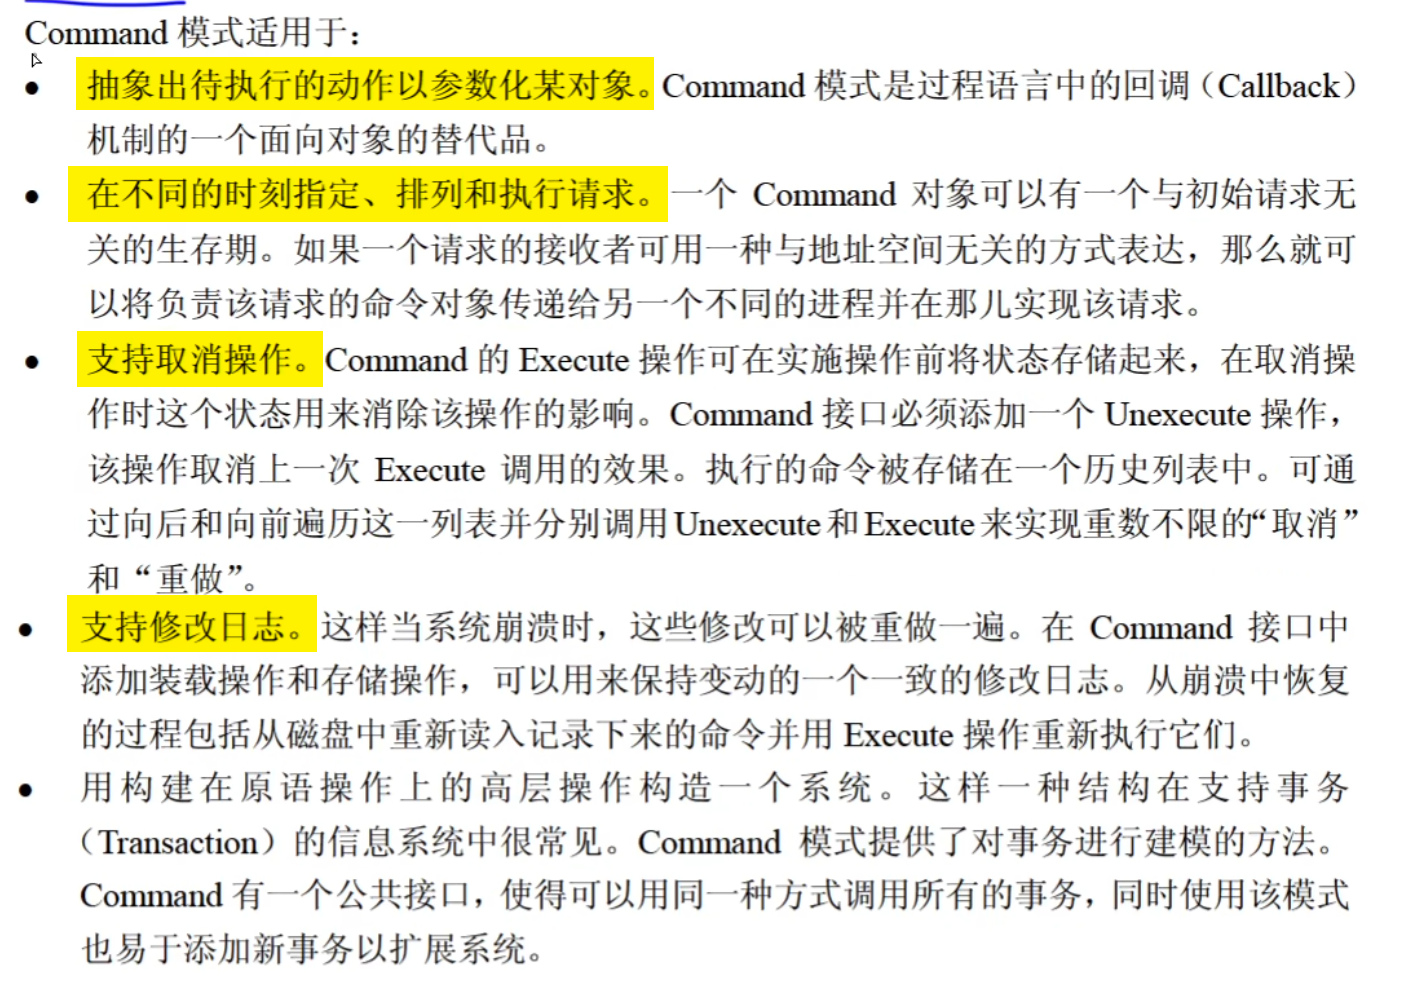 Command 模式适用于：
● 抽象出待执行的动作以参数化某对象。Command 模式是过程语言中的回调（Callback）
机制的一个面向对象的替代品。
● 在不同的时刻指定、排列和执行请求。一个 Command 对象可以有一个与初始请求无
关的生存期。如果一个请求的接收者可用一种与地址空间无关的方式表达，那么就可
以将负责该请求的命令对象传递给另一个不同的进程并在那儿实现该请求。
● 支持取消操作。Command 的 Execute 操作可在实施操作前将状态存储起来，在取消操
作时这个状态用来消除该操作的影响。Command 接口必须添加一个 Unexecute 操作，
该操作取消上一次 Execute 调用的效果。执行的命令被存储在一个历史列表中。可通
过向后和向前遍历这一列表并分别调用 Unexecute 和 Execute 来实现重数不限的“取消”
和“重做”。
● 支持修改日志。这样当系统崩溃时，这些修改可以被重做一遍。在 Command 接口中
添加装载操作和存储操作，可以用来保持变动的一个一致的修改日志。从崩溃中恢复
的过程包括从磁盘中重新读入记录下来的命令并用 Execute 操作重新执行它们。
● 用构建在原语操作上的高层操作构造一个系统。这样一种结构在支持事务
（Transaction）的信息系统中很常见。Command 模式提供了对事务进行建模的方法。
Command 有一个公共接口，使得可以用同一种方式调用所有的事务，同时使用该模式
也易于添加新事务以扩展系统。